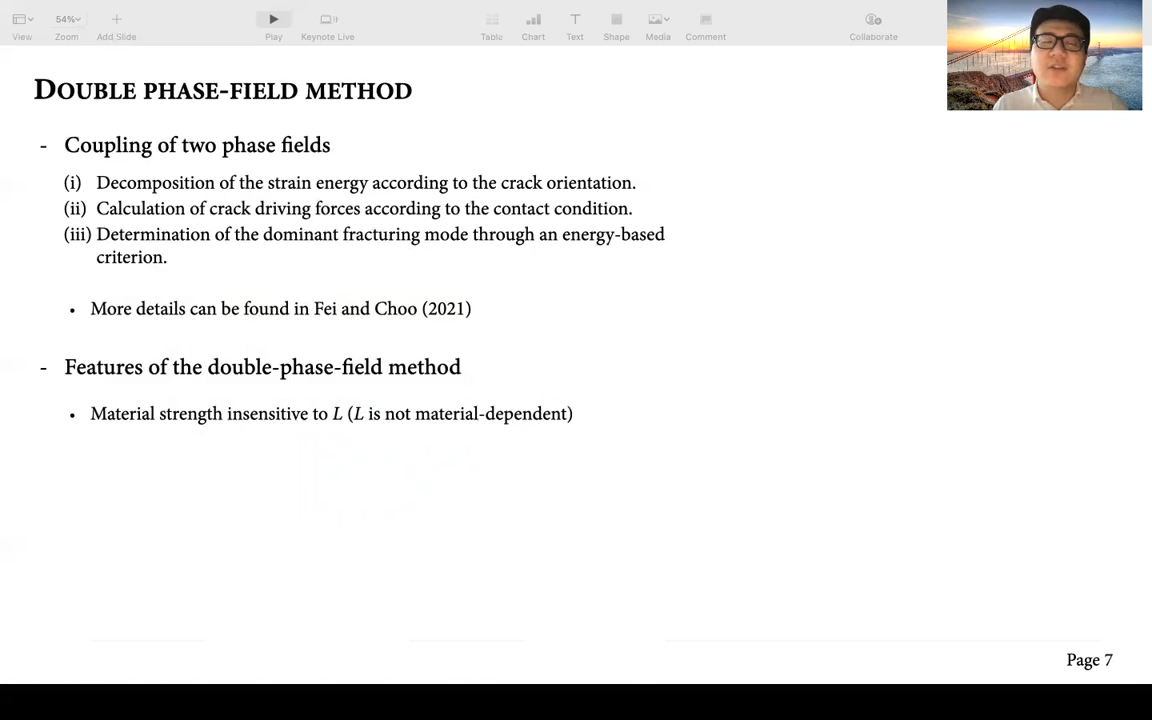 54%
View
Zoom
Add Slide
Play
Keynote Live
Table
Chart
Text
Shape
Media
Comment
Collaborate
DOUBLE PHASE-FIELD METHOD
- Coupling of two phase fields
(i) Decomposition of the strain energy according to the crack orientation.
(ii) Calculation of crack driving forces according to the contact condition.
(iii) Determination of the dominant fracturing mode through an energy-based
criterion.
• More details can be found in Fei and Choo (2021)
- Features of the double-phase-field method
• Material strength insensitive to L (L is not material-dependent)
Page 7